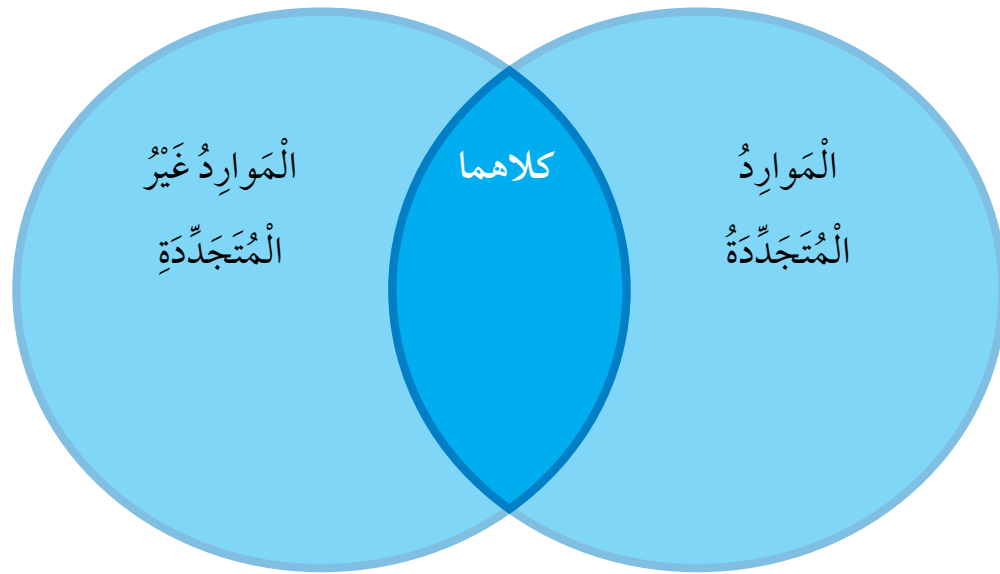 الْمَوارِدُ
الْمُتَجَدِّدَةُ
كلاهما
الْمَوارِدُ غَيْرُ
الْمُتَجَدِّدَةِ